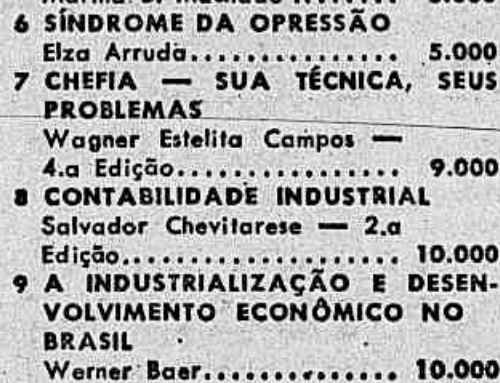 6 SÍNDROME DA OPRESSÃO
Elza Arruda.............. 5.000
7 CHEFIA — SUA TÉCNICA, SEUS
PROBLEMAS
Wagner Estelita Campos —
4.a Edição................ 9.000
8 CONTABILIDADE INDUSTRIAL
Salvador Chevitarese — 2.a
Edição.................... 10.000
9 A INDUSTRIALIZAÇÃO E DESEN-
VOLVIMENTO ECONÔMICO NO
BRASIL
Werner Baer.............. 10.000